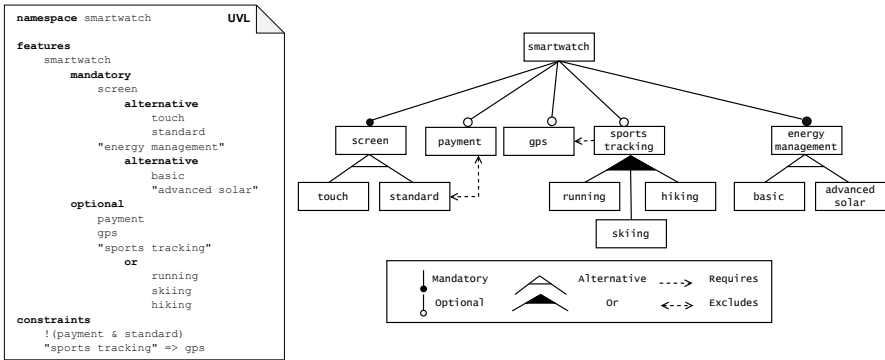 namespace smartwatch UVL
features
smartwatch
mandatory
screen
alternative
touch
standard
"energy management"
alternative
basic
"advanced solar"
optional
payment
gps
"sports tracking"
or
running
skiing
hiking
constraints
!(payment & standard)
"sports tracking" => gps
smartwatch
screen
payment
gps
sports
tracking
energy
management
touch
standard
running
hiking
basic
advanced
solar
skiing
Mandatory
Alternative
Requires
Optional
Or
Excludes